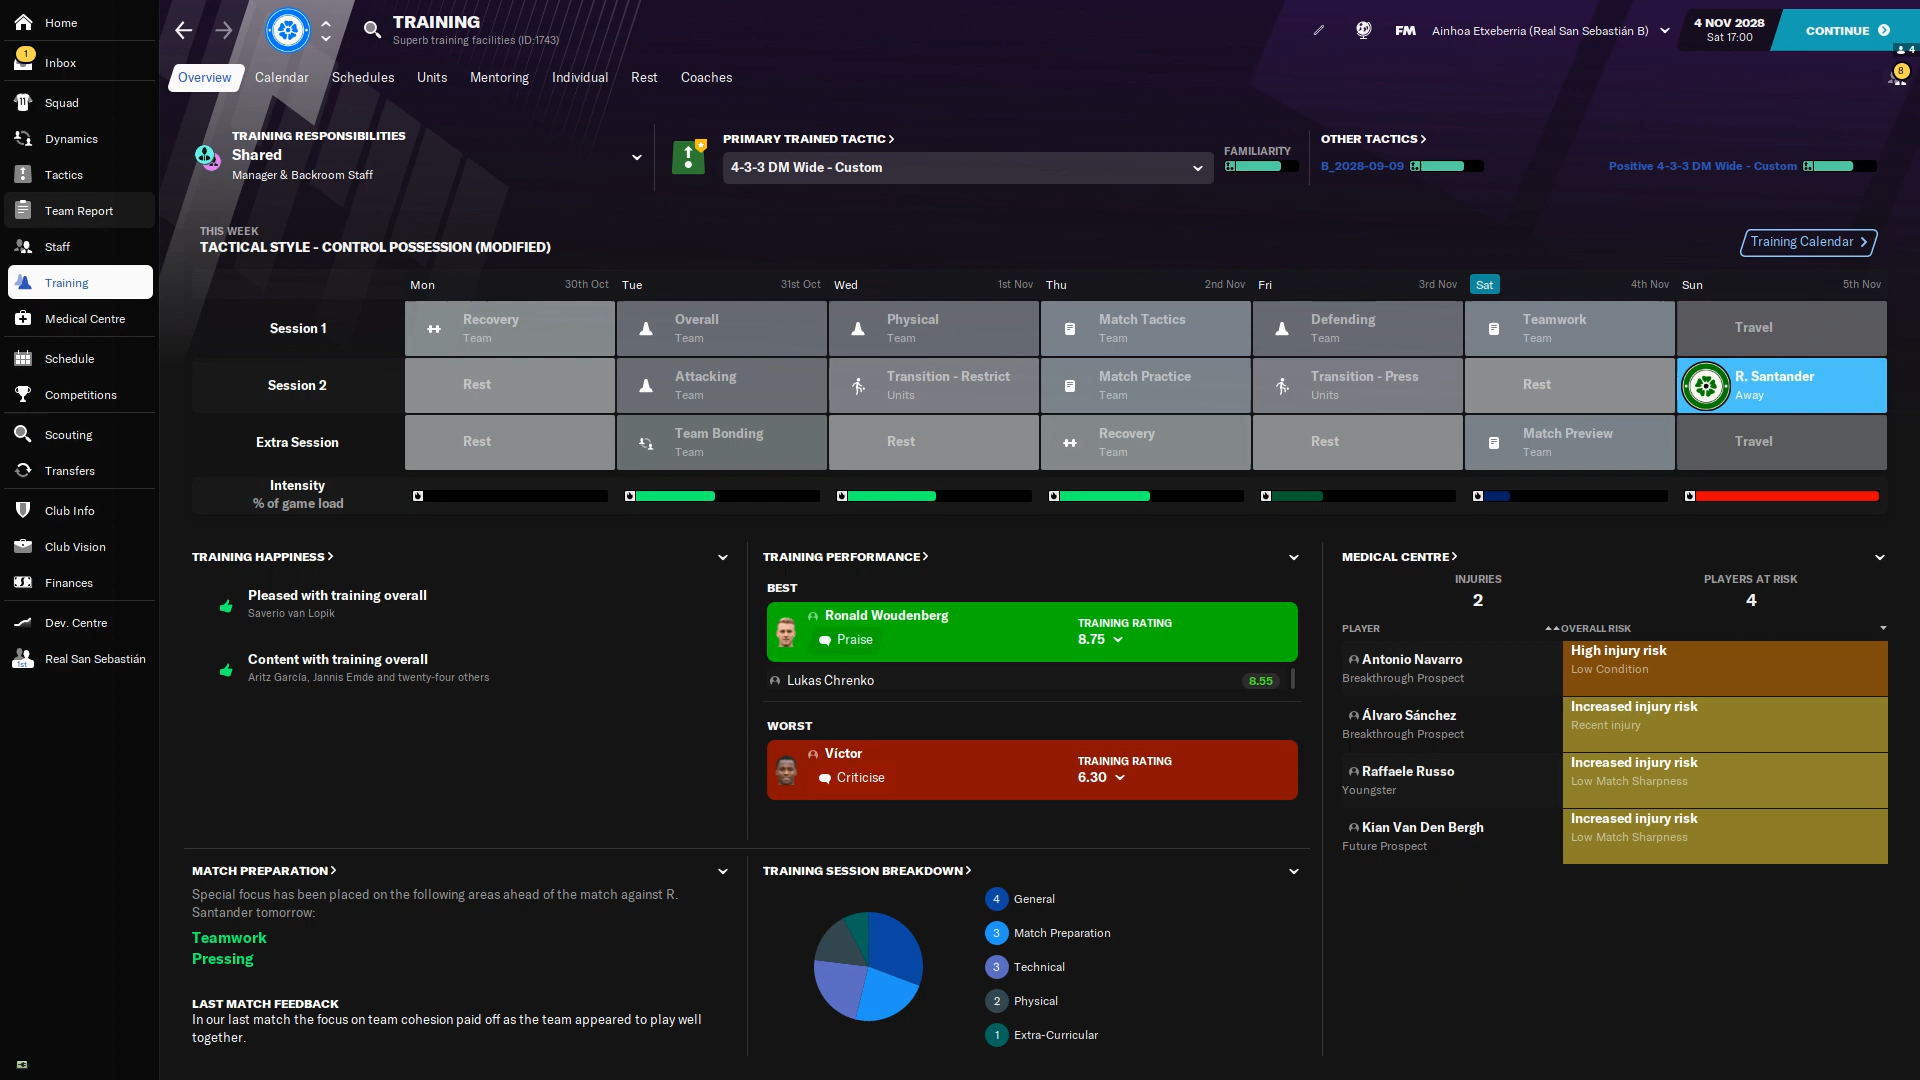 Home
1
Inbox
Squad
Dynamics
Tactics
Team Report
Staff
Training
Medical Centre
Schedule
Competitions
Scouting
Transfers
Club Info
Club Vision
Finances
Dev. Centre
1st
Real San Sebastián
TRAINING
Superb training facilities (ID:1743)
FM
Ainhoa Etxeberria (Real San Sebastián B)
4 NOV 2028
Sat 17:00
CONTINUE
4
8
Overview
Calendar
Schedules
Units
Mentoring
Individual
Rest
Coaches
TRAINING RESPONSIBILITIES
Shared
Manager & Backroom Staff
PRIMARY TRAINED TACTIC
4-3-3 DM Wide - Custom
FAMILIARITY
OTHER TACTICS
B_2028-09-09
Positive 4-3-3 DM Wide - Custom
THIS WEEK
TACTICAL STYLE - CONTROL POSSESSION (MODIFIED)
Training Calendar
Mon 30th Oct Tue 31st Oct Wed 1st Nov Thu 2nd Nov Fri 3rd Nov Sat 4th Nov Sun 5th Nov
Session 1
Recovery
Team
Overall
Team
Physical
Team
Match Tactics
Team
Defending
Team
Teamwork
Team
Travel
Session 2
Rest
Attacking
Team
Transition - Restrict
Units
Match Practice
Team
Transition - Press
Units
Rest
R. Santander
Away
Extra Session
Rest
Team Bonding
Team
Rest
Recovery
Team
Rest
Match Preview
Team
Travel
Intensity
% of game load
TRAINING HAPPINESS
Pleased with training overall
Saverio van Lopik
Content with training overall
Aritz García, Jannis Emde and twenty-four others
TRAINING PERFORMANCE
BEST
Ronald Woudenberg
Praise
TRAINING RATING
8.75
Lukas Chrenko
8.55
WORST
Víctor
Criticise
TRAINING RATING
6.30
MEDICAL CENTRE
INJURIES
2
PLAYERS AT RISK
4
PLAYER
OVERALL RISK
Antonio Navarro
Breakthrough Prospect
High injury risk
Low Condition
Álvaro Sánchez
Breakthrough Prospect
Increased injury risk
Recent injury
Raffaele Russo
Youngster
Increased injury risk
Low Match Sharpness
Kian Van Den Bergh
Future Prospect
Increased injury risk
Low Match Sharpness
MATCH PREPARATION
Special focus has been placed on the following areas ahead of the match against R.
Santander tomorrow:
Teamwork
Pressing
LAST MATCH FEEDBACK
In our last match the focus on team cohesion paid off as the team appeared to play well
together.
TRAINING SESSION BREAKDOWN
4 General
3 Match Preparation
3 Technical
2 Physical
1 Extra-Curricular